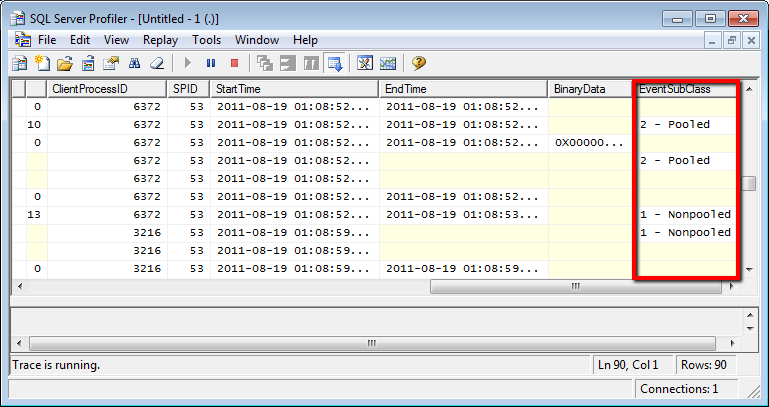 SQL Server Profiler - [Untitled - 1 (.)]
File Edit View Replay Tools Window Help
ClientProcessID SPID StartTime EndTime BinaryData EventSubClass
0 6372 53 2011-08-19 01:08:52... 2011-08-19 01:08:52...
10 6372 53 2011-08-19 01:08:52... 2011-08-19 01:08:52... 2 - Pooled
0 6372 53 2011-08-19 01:08:52... 2011-08-19 01:08:52... 0X00000...
6372 53 2011-08-19 01:08:52... 2 - Pooled
6372 53 2011-08-19 01:08:52...
0 6372 53 2011-08-19 01:08:52... 2011-08-19 01:08:52...
13 6372 53 2011-08-19 01:08:52... 2011-08-19 01:08:53... 1 - Nonpooled
3216 53 2011-08-19 01:08:59... 1 - Nonpooled
3216 53 2011-08-19 01:08:59...
0 3216 53 2011-08-19 01:08:59... 2011-08-19 01:08:59...
Trace is running. Ln 90, Col 1 Rows: 90
Connections: 1